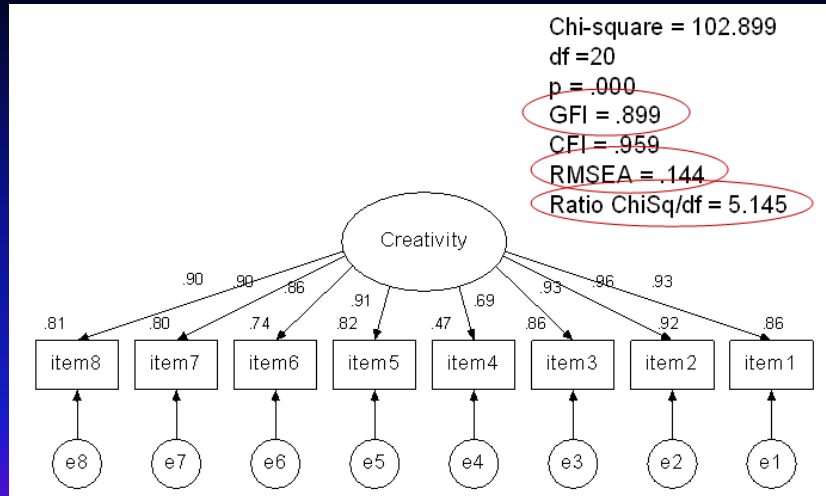 Chi-square = 102.899
df =20
p = .000
GFI = .899
CFI = .959
RMSEA = .144
Ratio ChiSq/df = 5.145
Creativity
.90 .90 .86 .91 .69 .93 .96 .93
.81 .80 .74 .82 .47 .86 .92 .86
item8 item7 item6 item5 item4 item3 item2 item1
e8 e7 e6 e5 e4 e3 e2 e1